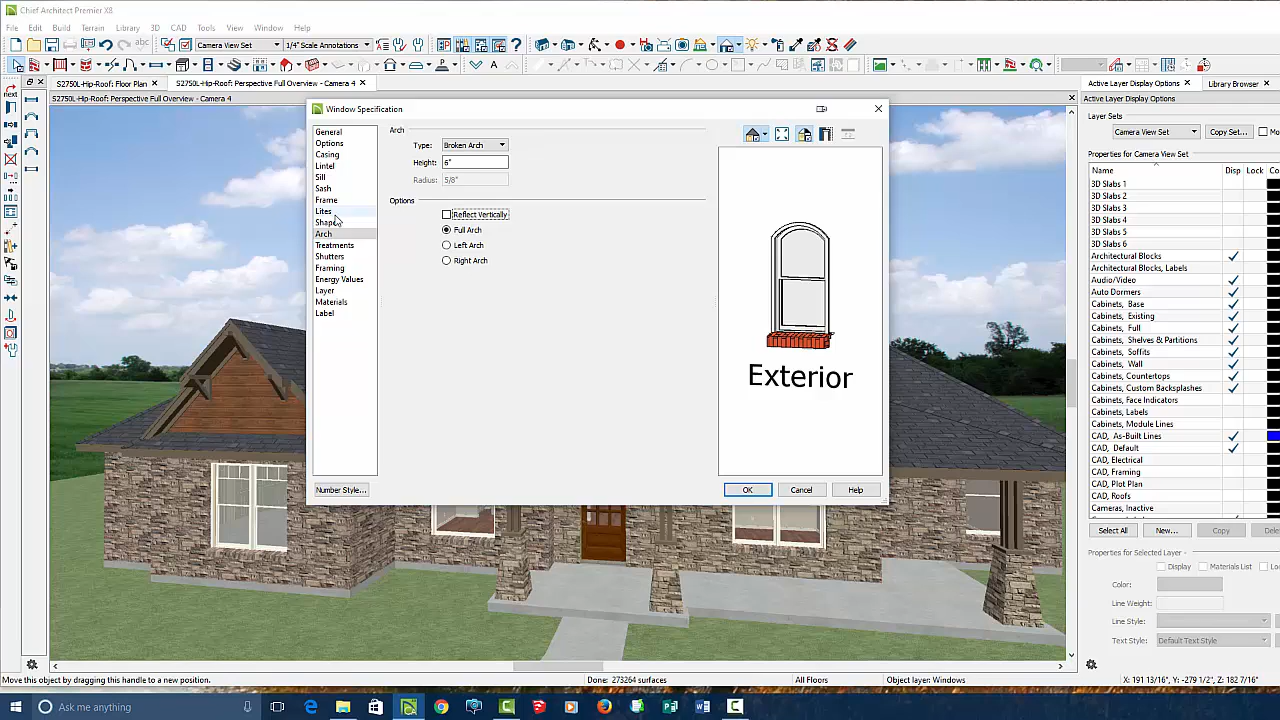 Chief Architect Premier X8
File Edit Build Terrain Library 3D CAD Tools View Window Help
Camera View Set 1/4" Scale Annotations
S2750L-Hip-Roof: Floor Plan S2750L-Hip-Roof: Perspective Full Overview - Camera 4
S2750L-Hip-Roof: Perspective Full Overview - Camera 4
Active Layer Display Options Library Browser
Active Layer Display Options
Layer Sets
Camera View Set Copy Set...
Properties for Camera View Set
Name Disp Lock
3D Slabs 1
3D Slabs 2
3D Slabs 3
3D Slabs 4
3D Slabs 5
3D Slabs 6
Architectural Blocks
Architectural Blocks, Labels
Audio/Video
Auto Dormers
Cabinets, Base
Cabinets, Existing
Cabinets, Full
Cabinets, Shelves & Partitions
Cabinets, Soffits
Cabinets, Wall
Cabinets, Countertops
Cabinets, Custom Backsplashes
Cabinets, Face Indicators
Cabinets, Labels
Cabinets, Module Lines
CAD, As-Built Lines
CAD, Default
CAD, Electrical
CAD, Framing
CAD, Plot Plan
CAD, Roofs
Cameras, Inactive
Select All New... Copy
Properties for Selected Layer
Display Materials List
Color:
Line Weight:
Line Style:
Text Style: Default Text Style
Window Specification
General
Options
Casing
Lintel
Sill
Sash
Frame
Lites
Shape
Arch
Treatments
Shutters
Framing
Energy Values
Layer
Materials
Label
Number Style...
Arch
Type: Broken Arch
Height: 6"
Radius: 5/8"
Options
Reflect Vertically
Full Arch
Left Arch
Right Arch
Exterior
OK Cancel Help
next
Move this object by dragging this handle to a new position. Done: 273264 surfaces All Floors Object layer: Windows X: 191 13/16", Y: -279 1/2", Z: 182 7/16"
Ask me anything